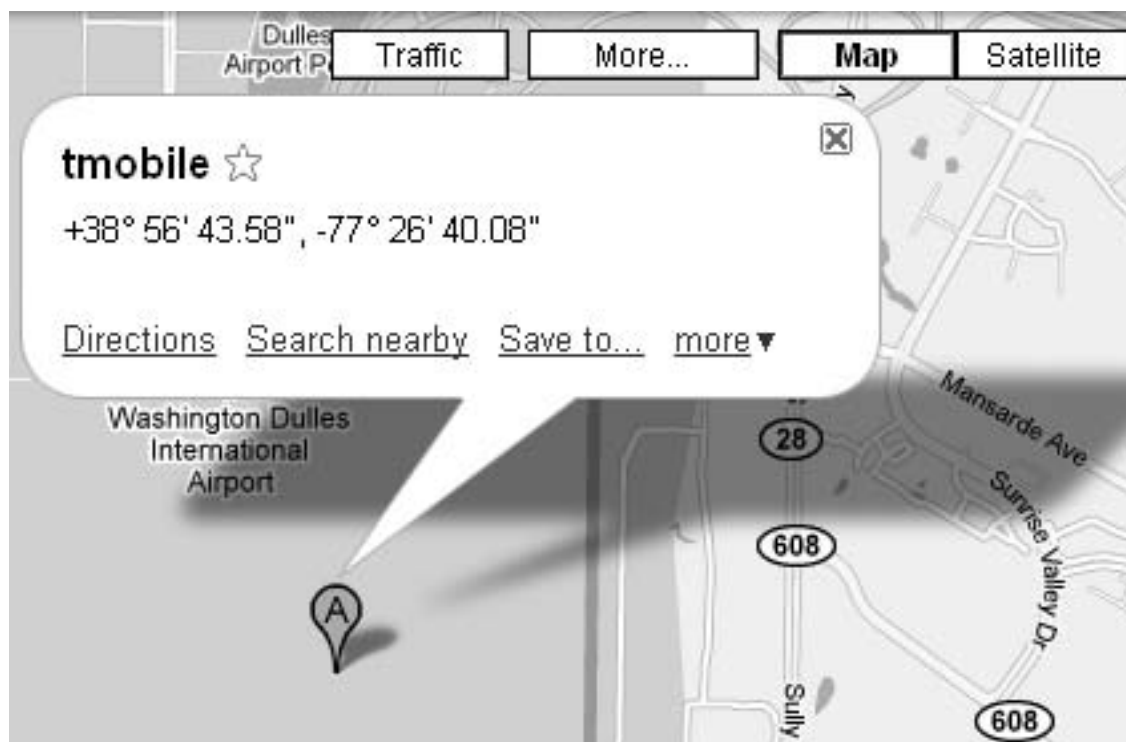 Dulles
Airport
Traffic
More...
Map
Satellite
tmobile
+38° 56' 43.58", -77° 26' 40.08"
Directions
Search nearby
Save to...
more
Washington Dulles
International
Airport
Mansarde Ave
28
Sunrise Valley Dr
608
A
Sully
608